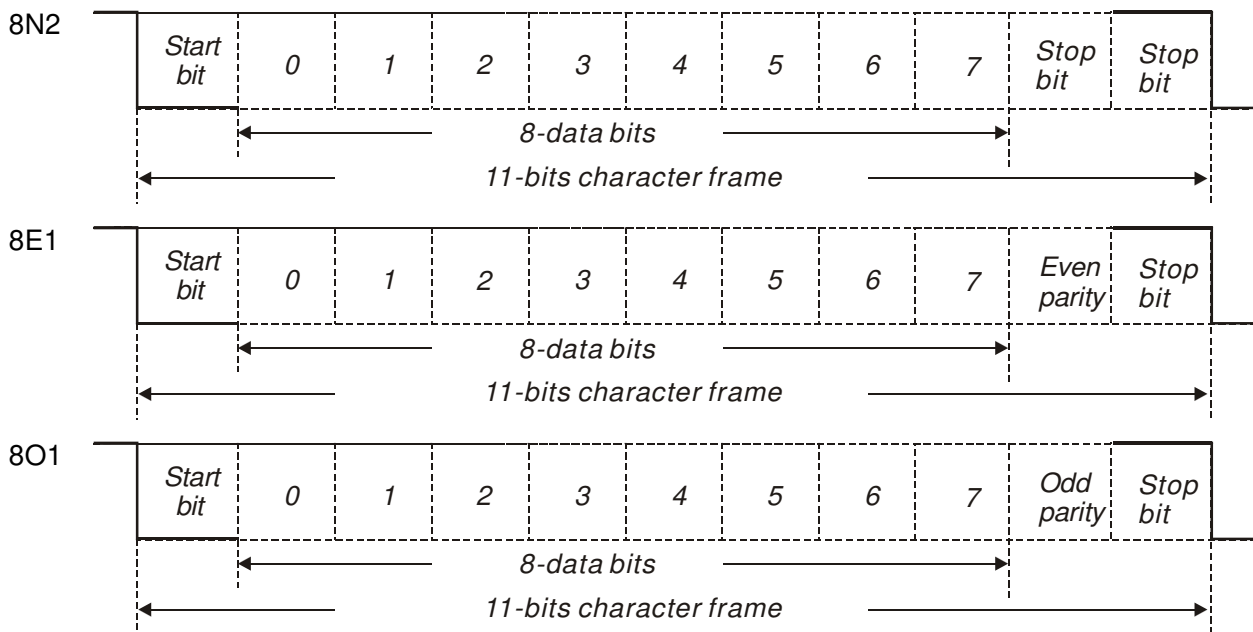 8N2
Start bit 0 1 2 3 4 5 6 7 Stop bit Stop bit
8-data bits
11-bits character frame
8E1
Start bit 0 1 2 3 4 5 6 7 Even parity Stop bit
8-data bits
11-bits character frame
8O1
Start bit 0 1 2 3 4 5 6 7 Odd parity Stop bit
8-data bits
11-bits character frame